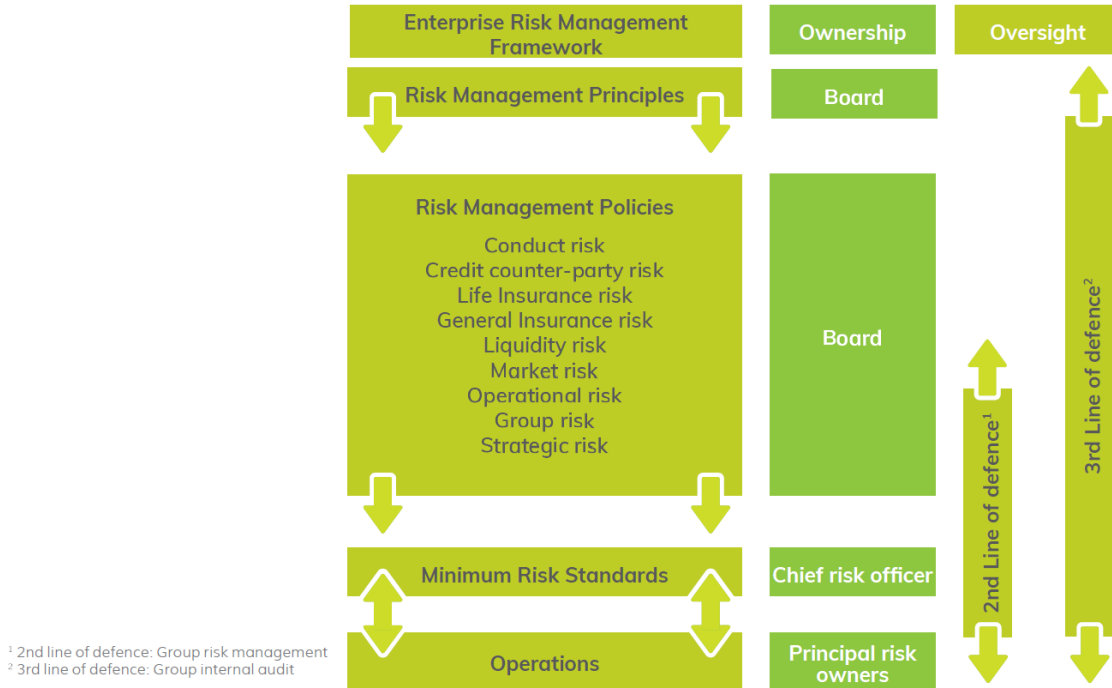 Enterprise Risk Management
Framework
Ownership
Oversight
Risk Management Principles
Board
Risk Management Policies
Conduct risk
Credit counter-party risk
Life Insurance risk
General Insurance risk
Liquidity risk
Market risk
Operational risk
Group risk
Strategic risk
Board
2nd Line of defence¹
3rd Line of defence²
Minimum Risk Standards
Chief risk officer
Operations
Principal risk
owners
¹ 2nd line of defence: Group risk management
² 3rd line of defence: Group internal audit